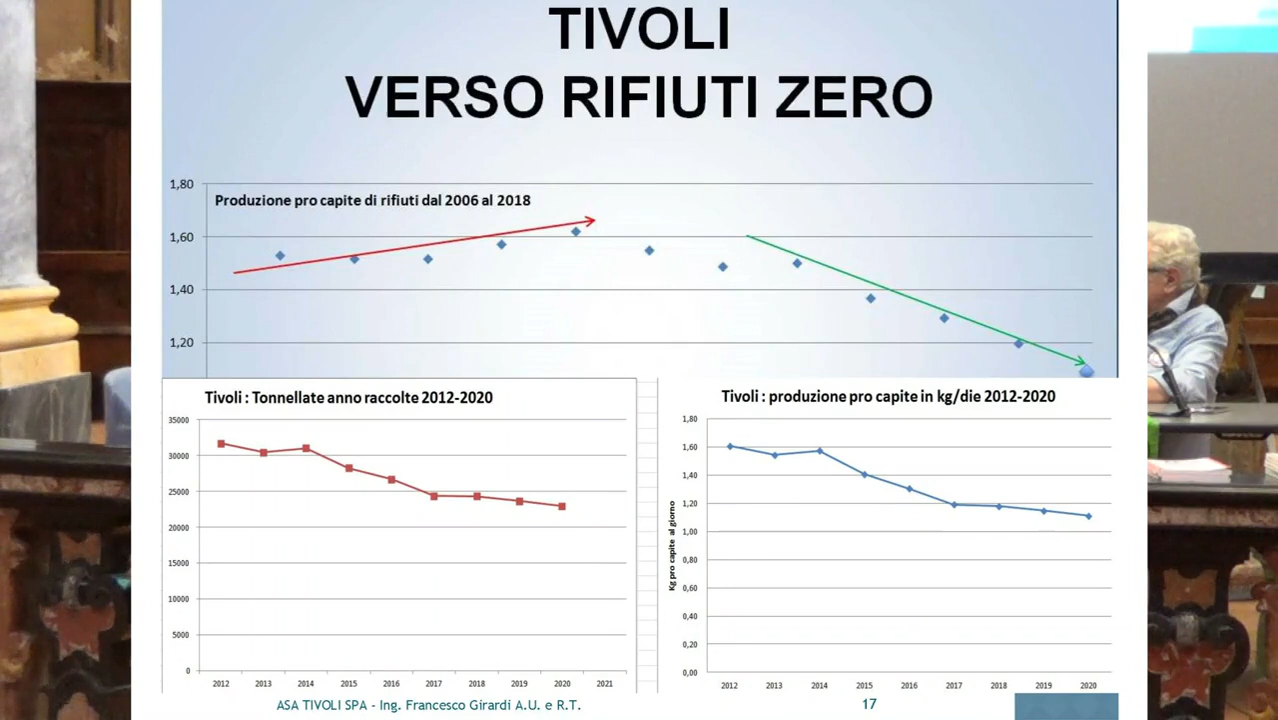 TIVOLI
VERSO RIFIUTI ZERO
Produzione pro capite di rifiuti dal 2006 al 2018
1,80
1,60
1,40
1,20
Tivoli : Tonnellate anno raccolte 2012-2020
35000
30000
25000
20000
15000
10000
5000
0
2012 2013 2014 2015 2016 2017 2018 2019 2020 2021
Tivoli : produzione pro capite in kg/die 2012-2020
Kg pro capite al giorno
1,80
1,60
1,40
1,20
1,00
0,80
0,60
0,40
0,20
0,00
2012 2013 2014 2015 2016 2017 2018 2019 2020
ASA TIVOLI SPA - Ing. Francesco Girardi A.U. e R.T.
17